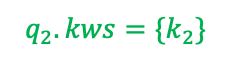 q₂.kws = {k₂}